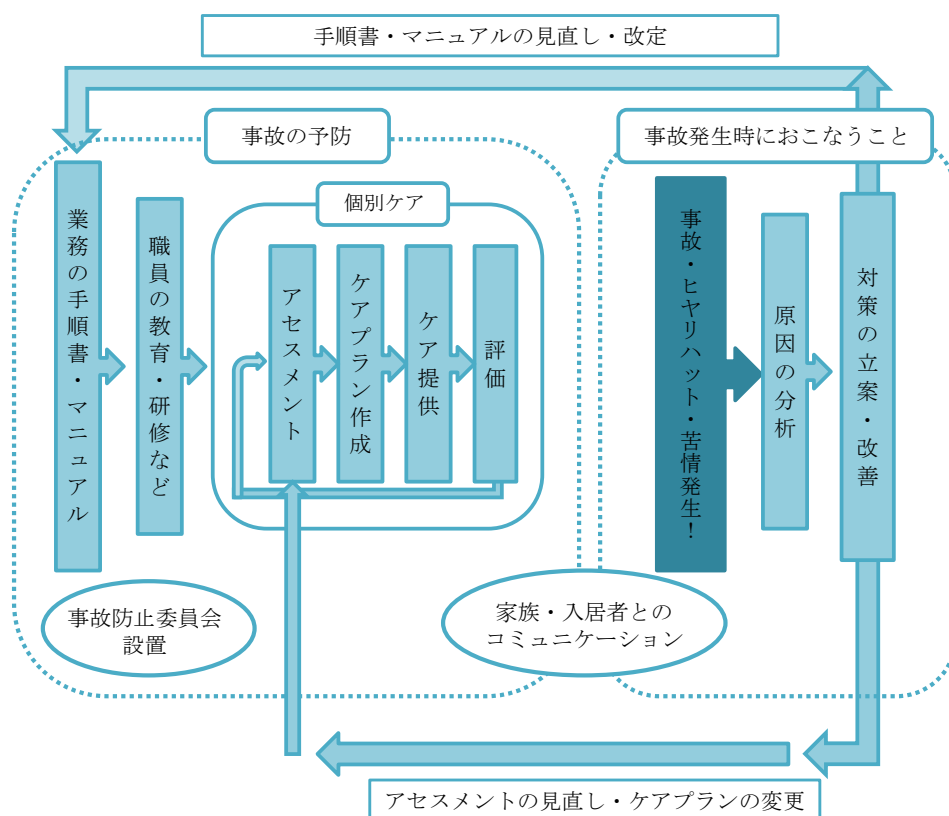 手順書・マニュアルの見直し・改定
事故の予防
事故発生時におこなうこと
個別ケア
業務の手順書・マニュアル
職員の教育・研修など
アセスメント
ケアプラン作成
ケア提供
評価
事故・ヒヤリハット・苦情発生！
原因の分析
対策の立案・改善
事故防止委員会
設置
家族・入居者との
コミュニケーション
アセスメントの見直し・ケアプランの変更